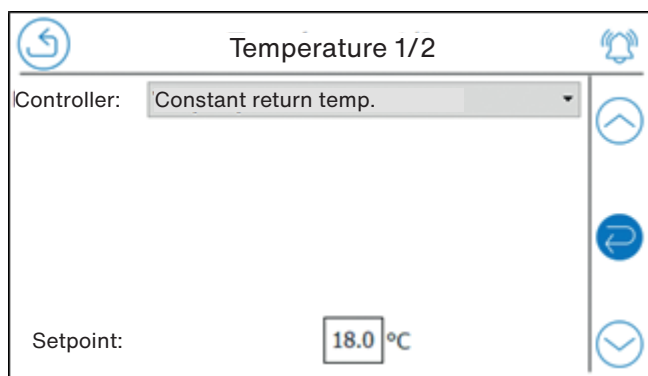 Temperature 1/2
Controller: Constant return temp.
Setpoint: 18.0 °C